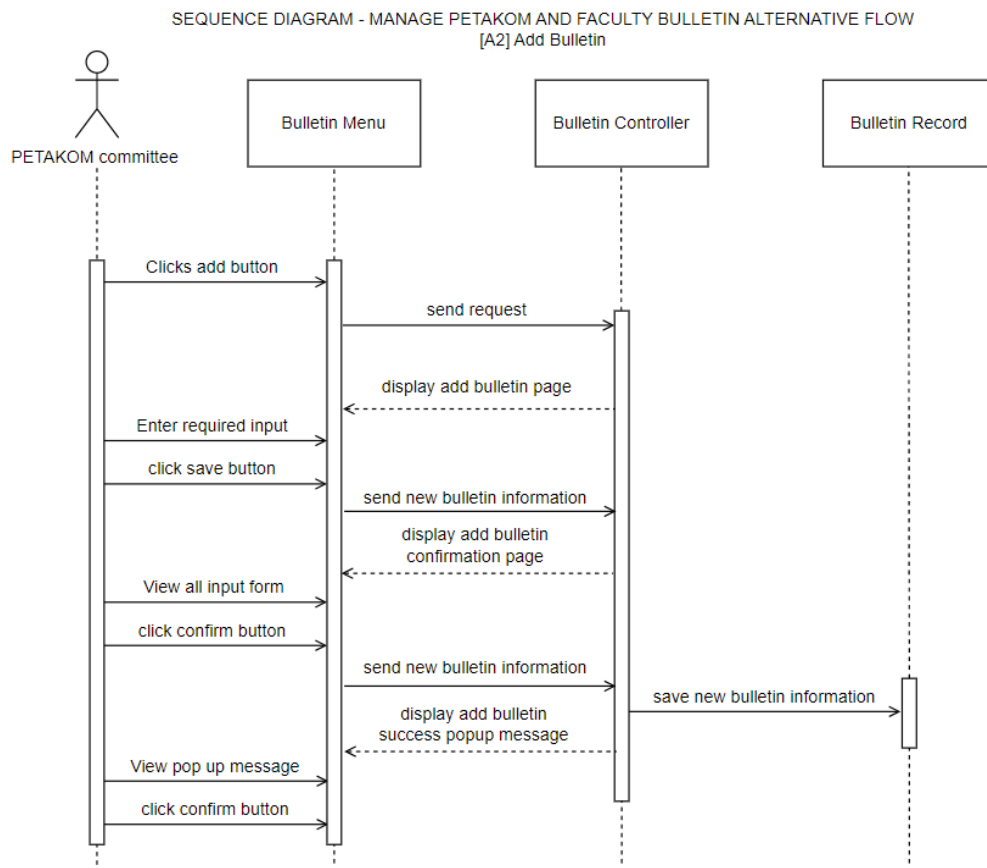 SEQUENCE DIAGRAM - MANAGE PETAKOM AND FACULTY BULLETIN ALTERNATIVE FLOW
[A2] Add Bulletin
PETAKOM committee
Bulletin Menu
Bulletin Controller
Bulletin Record
Clicks add button
send request
display add bulletin page
Enter required input
click save button
send new bulletin information
display add bulletin
confirmation page
View all input form
click confirm button
send new bulletin information
save new bulletin information
display add bulletin
success popup message
View pop up message
click confirm button